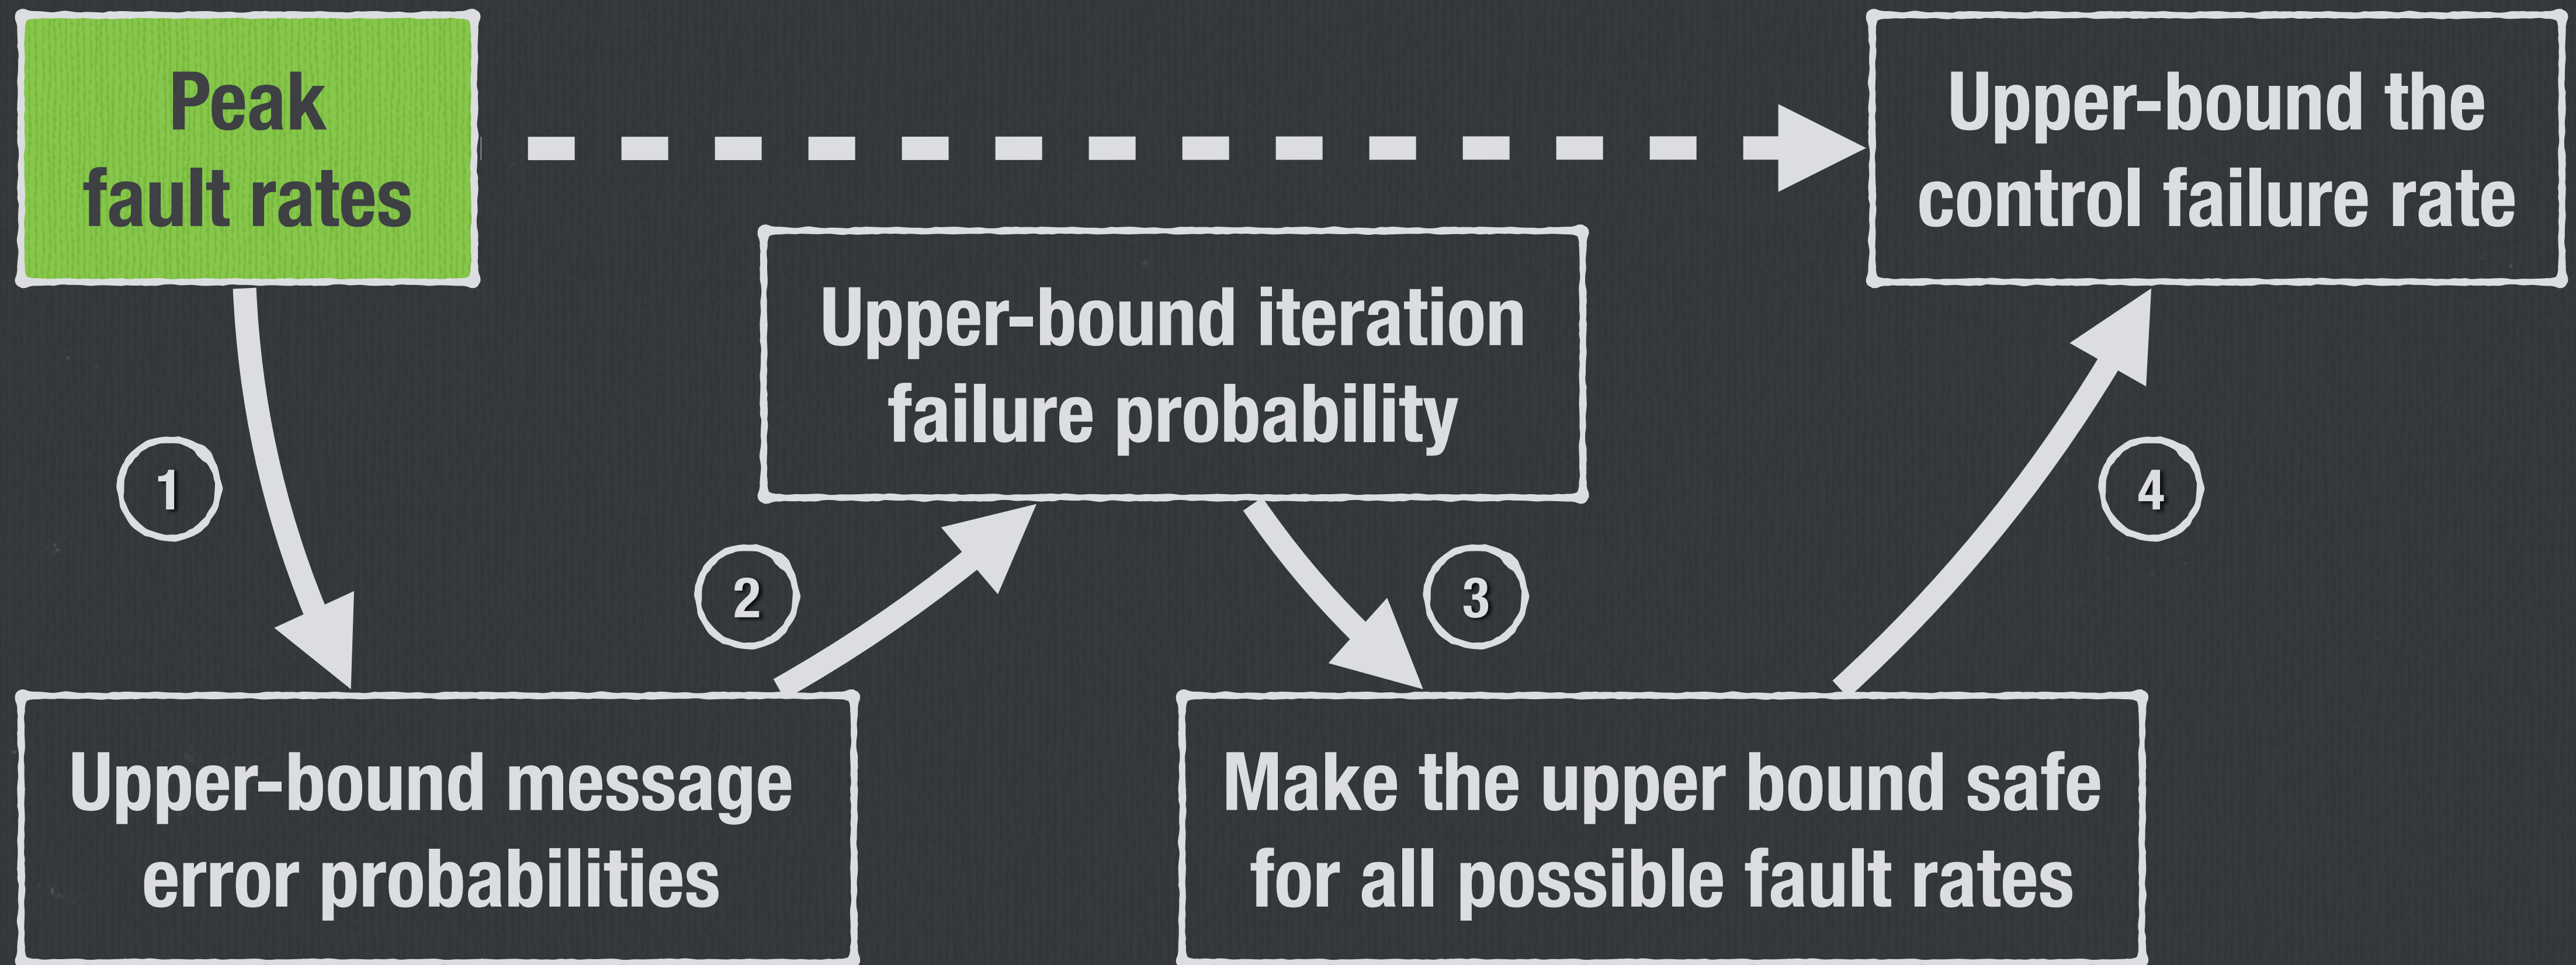 Peak
fault rates
Upper-bound the
control failure rate
Upper-bound iteration
failure probability
1
2
3
4
Upper-bound message
error probabilities
Make the upper bound safe
for all possible fault rates